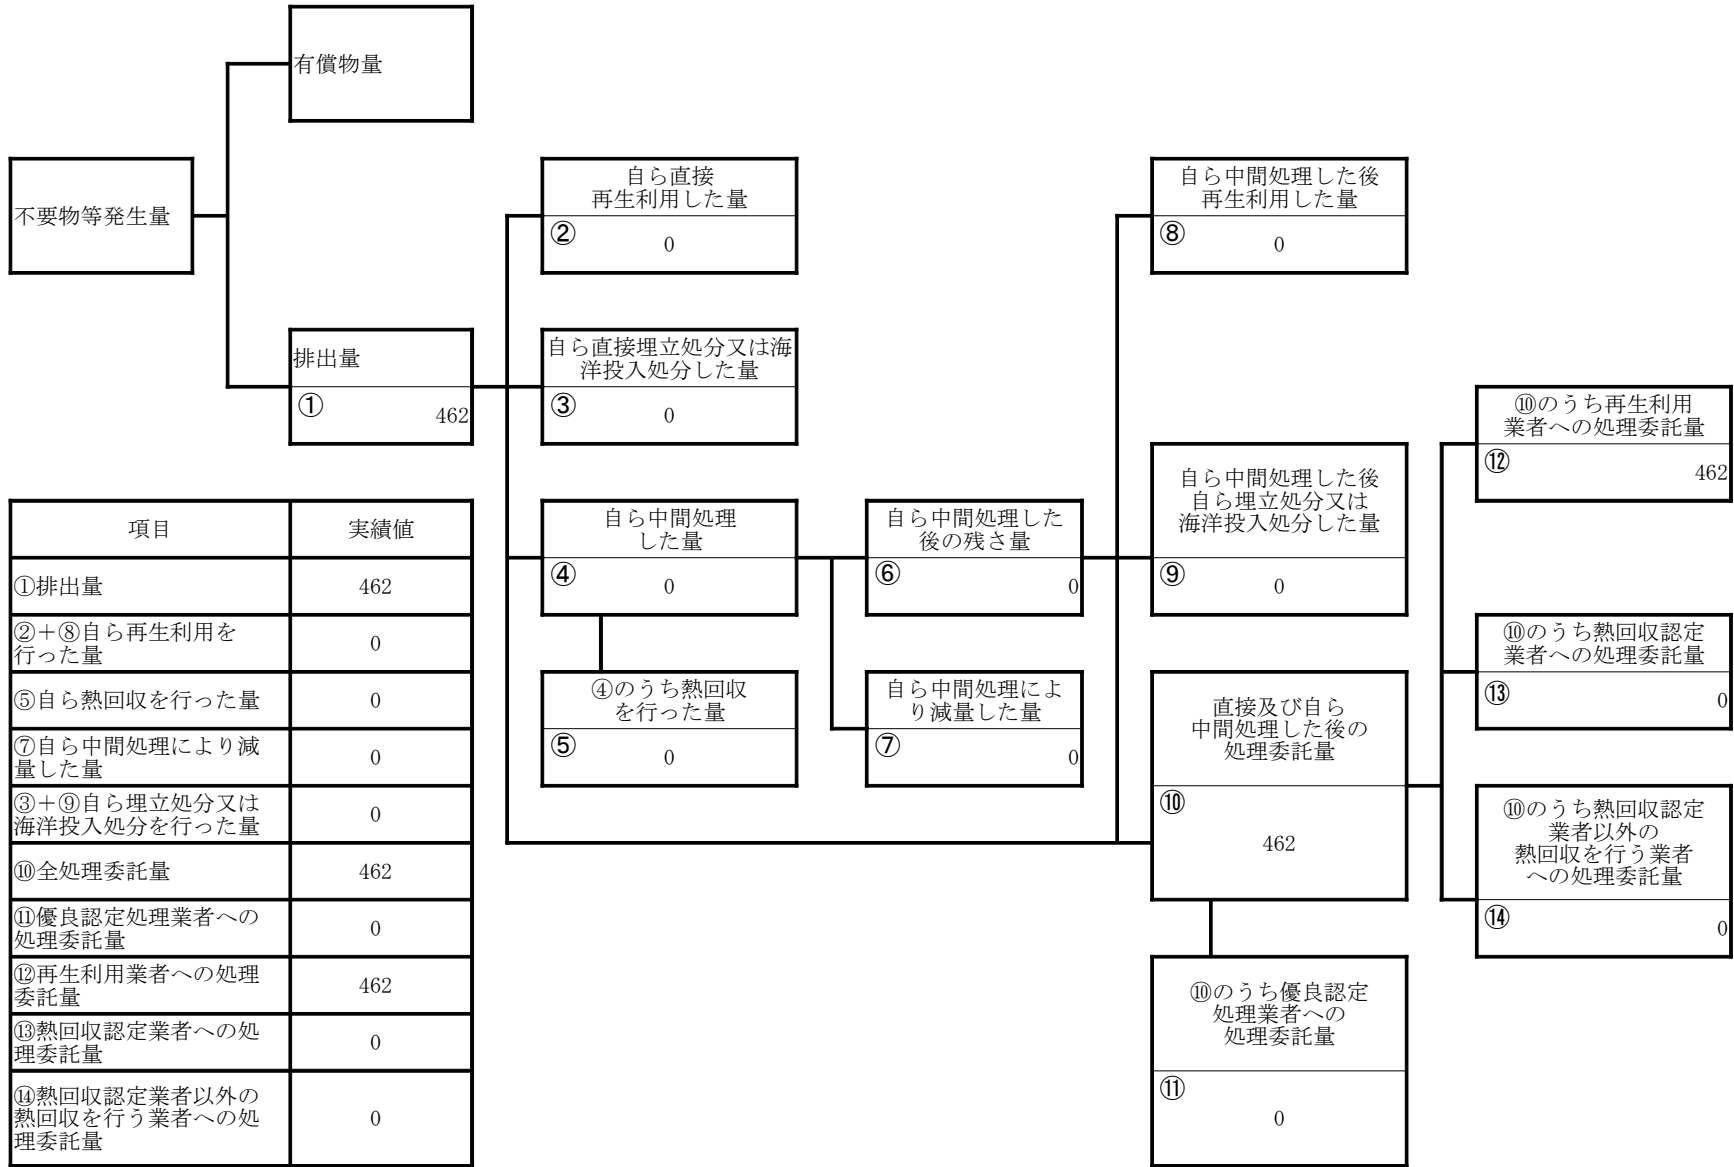 有償物量
不要物等発生量
自ら直接
再生利用した量
②
0
自ら中間処理した後
再生利用した量
⑧
0
排出量
①
462
自ら直接埋立処分又は海
洋投入処分した量
③
0
⑩のうち再生利用
業者への処理委託量
⑫
462
自ら中間処理
した量
④
0
自ら中間処理した
後の残さ量
⑥
0
自ら中間処理した後
自ら埋立処分又は
海洋投入処分した量
⑨
0
⑩のうち熱回収認定
業者への処理委託量
⑬
0
④のうち熱回収
を行った量
⑤
0
自ら中間処理によ
り減量した量
⑦
0
直接及び自ら
中間処理した後の
処理委託量
⑩
462
⑩のうち熱回収認定
業者以外の
熱回収を行う業者
への処理委託量
⑭
0
⑩のうち優良認定
処理業者への
処理委託量
⑪
0
項目 実績値
①排出量 462
②+⑧自ら再生利用を
行った量 0
⑤自ら熱回収を行った量 0
⑦自ら中間処理により減
量した量 0
③+⑨自ら埋立処分又は
海洋投入処分を行った量 0
⑩全処理委託量 462
⑪優良認定処理業者への
処理委託量 0
⑫再生利用業者への処理
委託量 462
⑬熱回収認定業者への処
理委託量 0
⑭熱回収認定業者以外の
熱回収を行う業者への処
理委託量 0